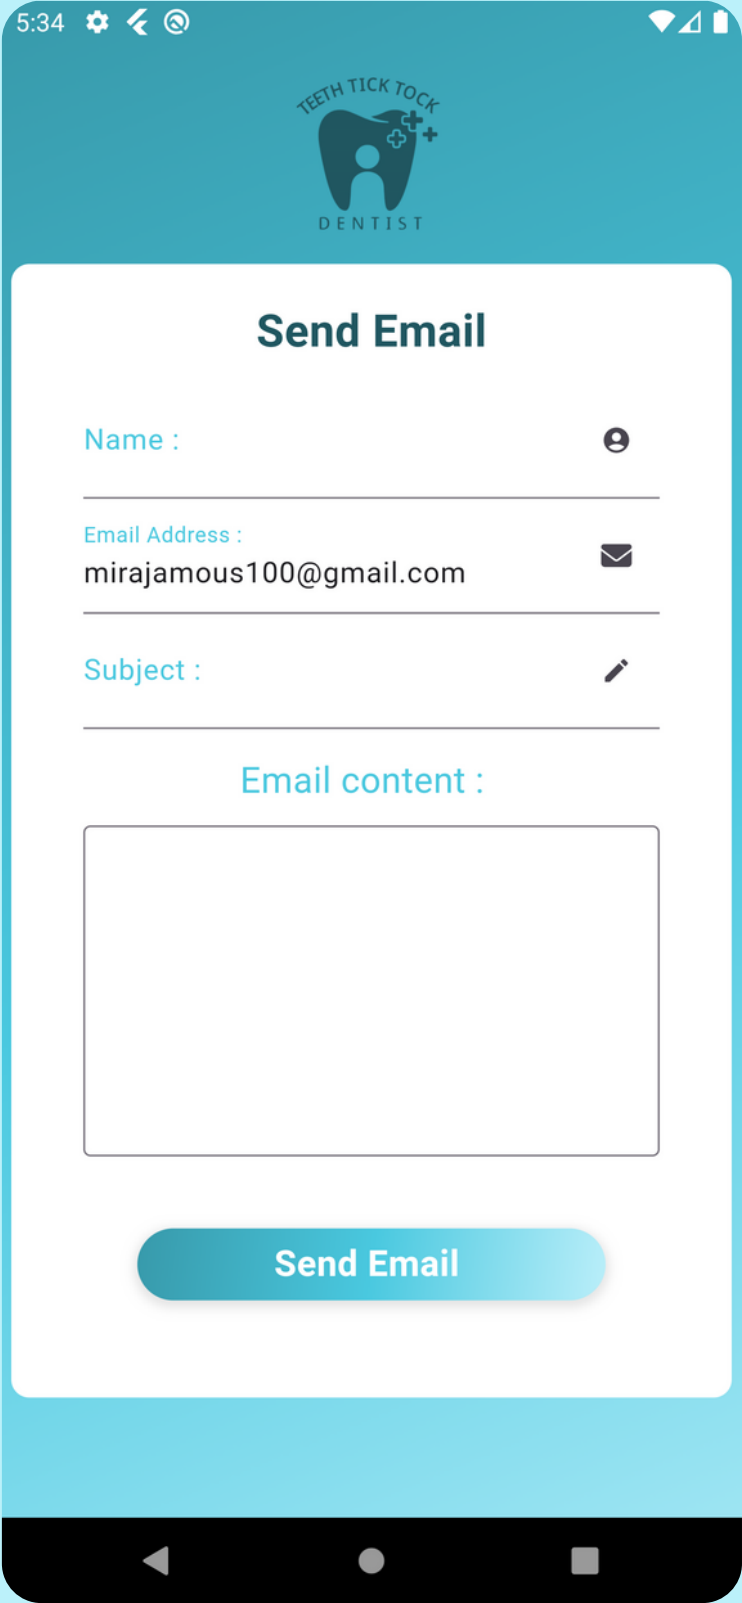 5:34
TEETH TICK TOCK
DENTIST
Send Email
Name :
Email Address :
mirajamous100@gmail.com
Subject :
Email content :
Send Email